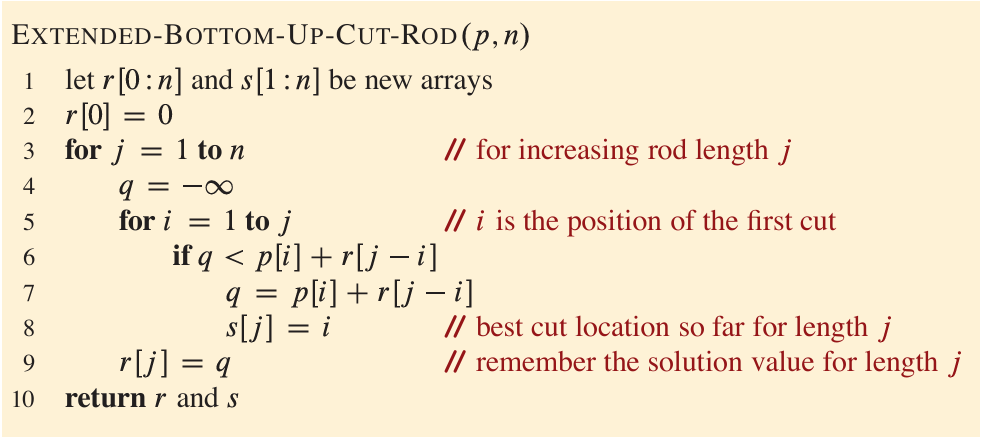 EXTENDED-BOTTOM-UP-CUT-ROD(p, n)
1 let r[0:n] and s[1:n] be new arrays
2 r[0] = 0
3 for j = 1 to n // for increasing rod length j
4 q = −∞
5 for i = 1 to j // i is the position of the first cut
6 if q < p[i] + r[j − i]
7 q = p[i] + r[j − i]
8 s[j] = i // best cut location so far for length j
9 r[j] = q // remember the solution value for length j
10 return r and s